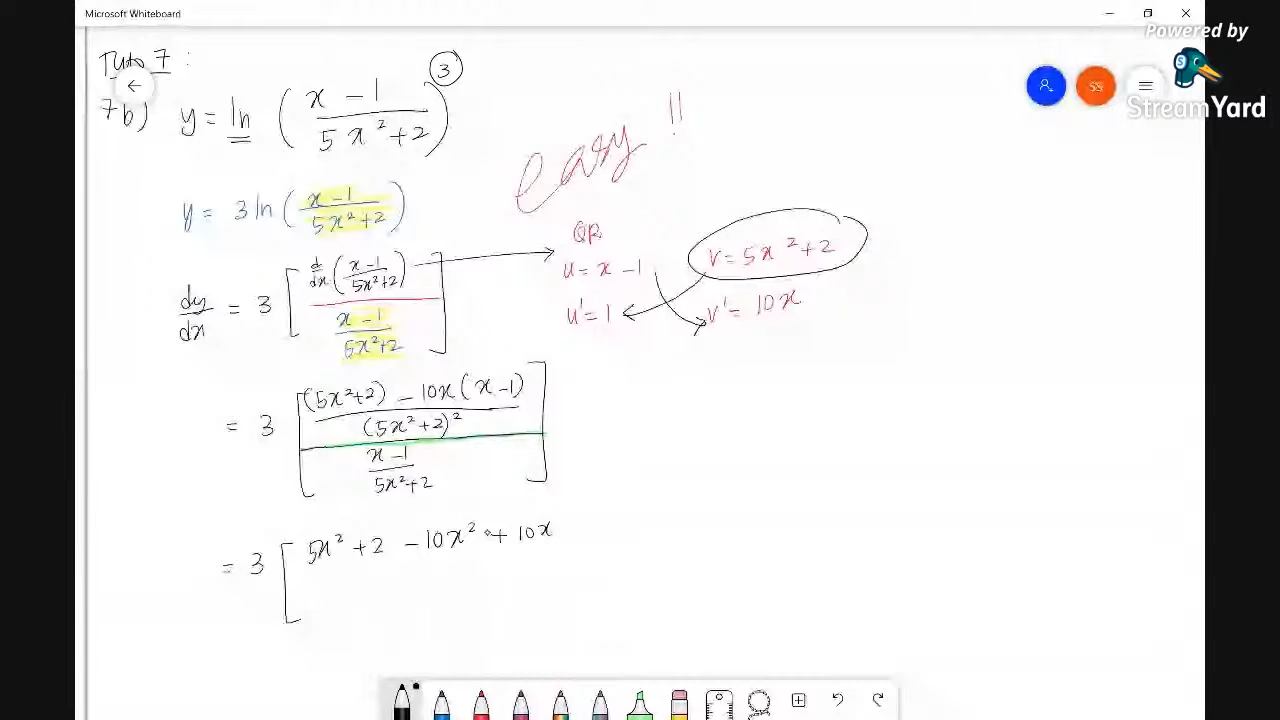 Microsoft Whiteboard
Powered by
StreamYard
SS
Tuto 7 :
7b) y = ln ( (x - 1) / (5x² + 2) )³
easy !!
y = 3 ln ( (x - 1) / (5x² + 2) )
dy/dx = 3 [ d/dx ( (x - 1) / (5x² + 2) ) / ( (x - 1) / (5x² + 2) ) ]
QR
u = x - 1
v = 5x² + 2
u' = 1
v' = 10x
= 3 [ ( ( (5x² + 2) - 10x (x - 1) ) / (5x² + 2)² ) / ( (x - 1) / (5x² + 2) ) ]
= 3 [ 5x² + 2 - 10x² + 10x